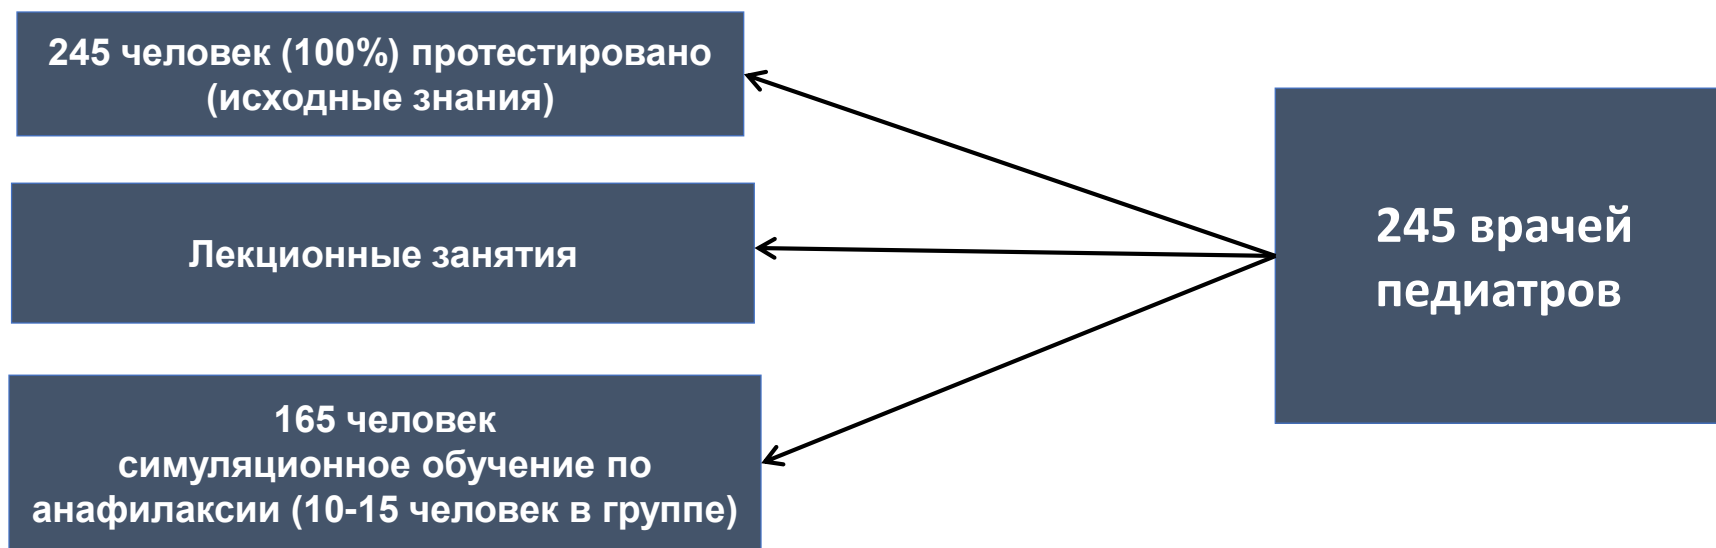 245 человек (100%) протестировано
(исходные знания)
Лекционные занятия
165 человек
симуляционное обучение по
анафилаксии (10-15 человек в группе)
245 врачей
педиатров